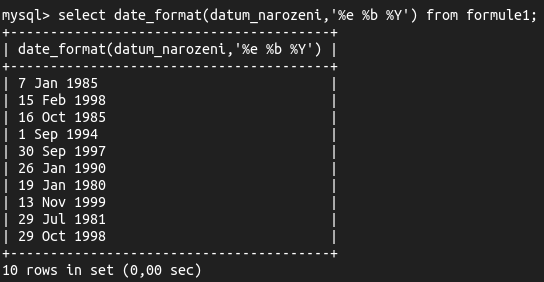 mysql> select date_format(datum_narozeni,'%e %b %Y') from formule1;
+----------------------------------------+
| date_format(datum_narozeni,'%e %b %Y') |
+----------------------------------------+
| 7 Jan 1985                             |
| 15 Feb 1998                            |
| 16 Oct 1985                            |
| 1 Sep 1994                             |
| 30 Sep 1997                            |
| 26 Jan 1990                            |
| 19 Jan 1980                            |
| 13 Nov 1999                            |
| 29 Jul 1981                            |
| 29 Oct 1998                            |
+----------------------------------------+
10 rows in set (0,00 sec)